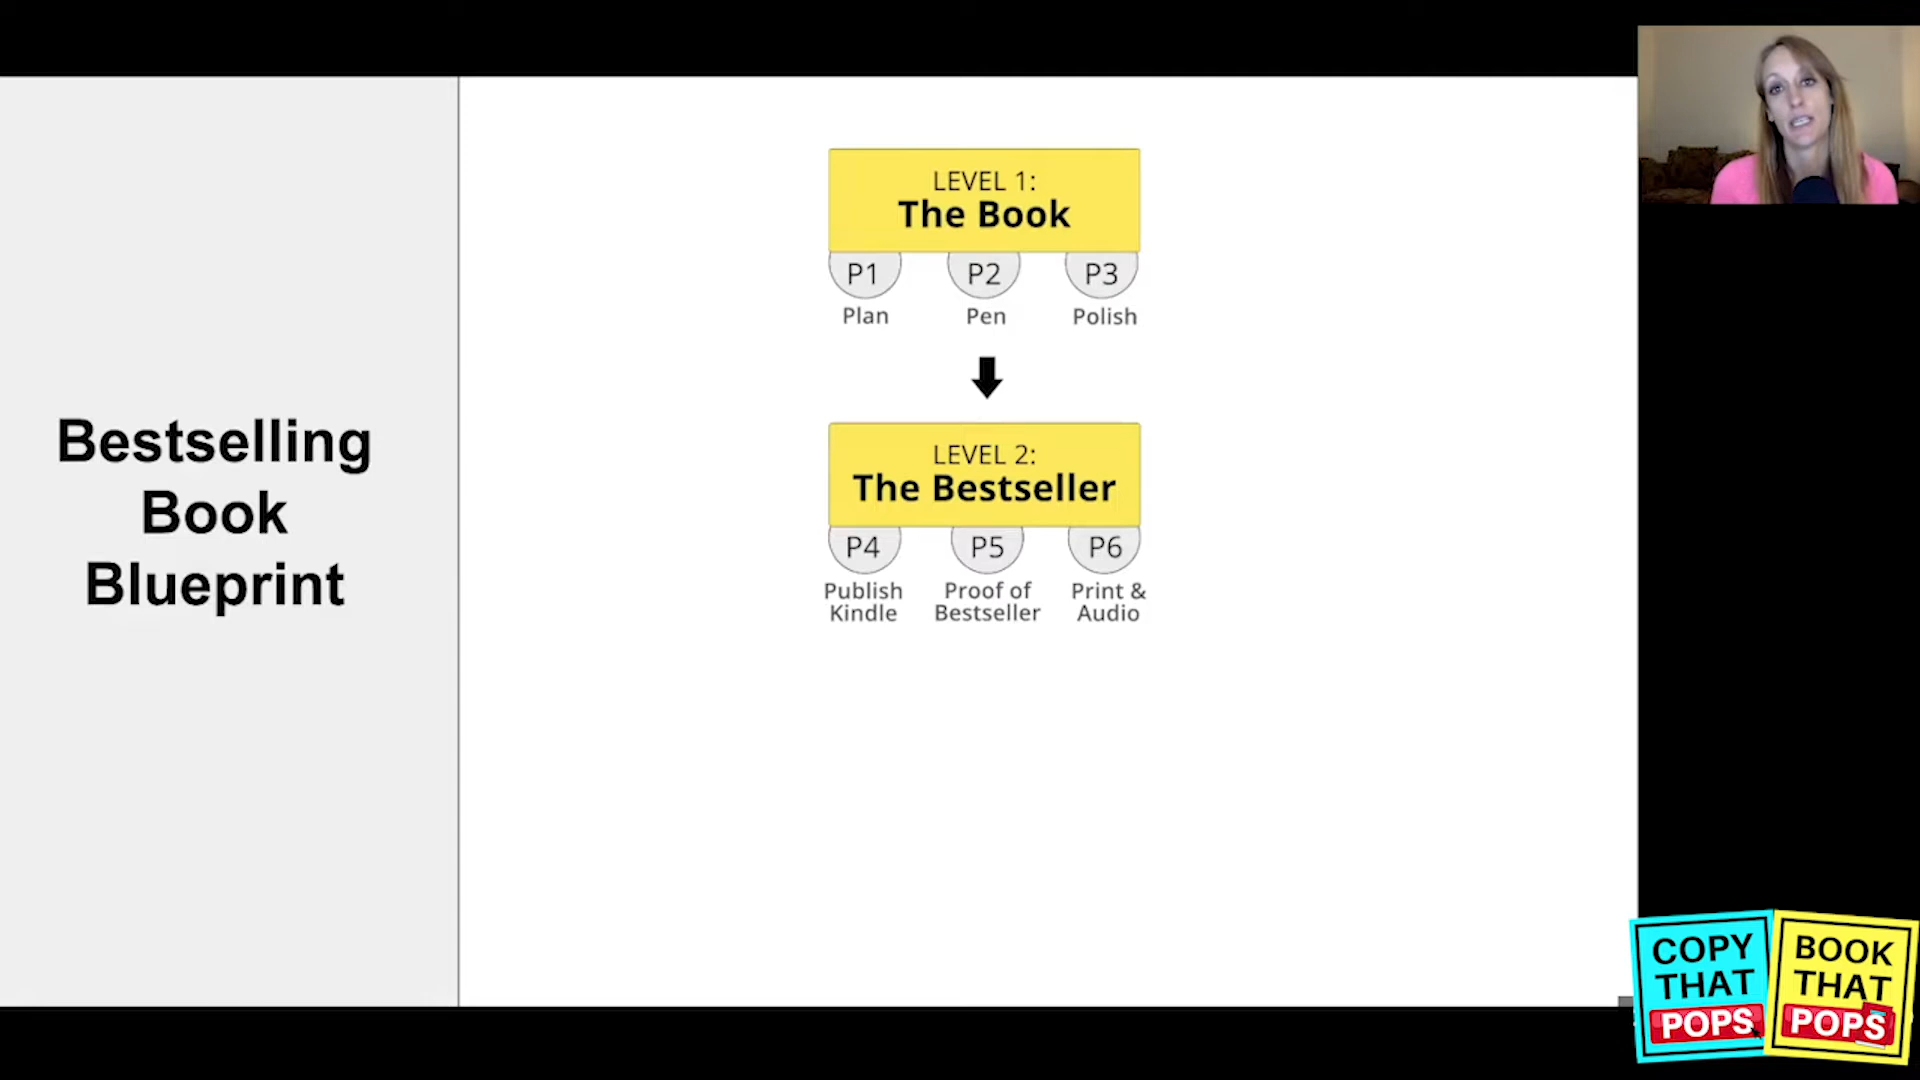 Bestselling
Book
Blueprint
LEVEL 1:
The Book
P1 P2 P3
Plan Pen Polish
LEVEL 2:
The Bestseller
P4 P5 P6
Publish Proof of Print &
Kindle Bestseller Audio
COPY
THAT
POPS
BOOK
THAT
POPS